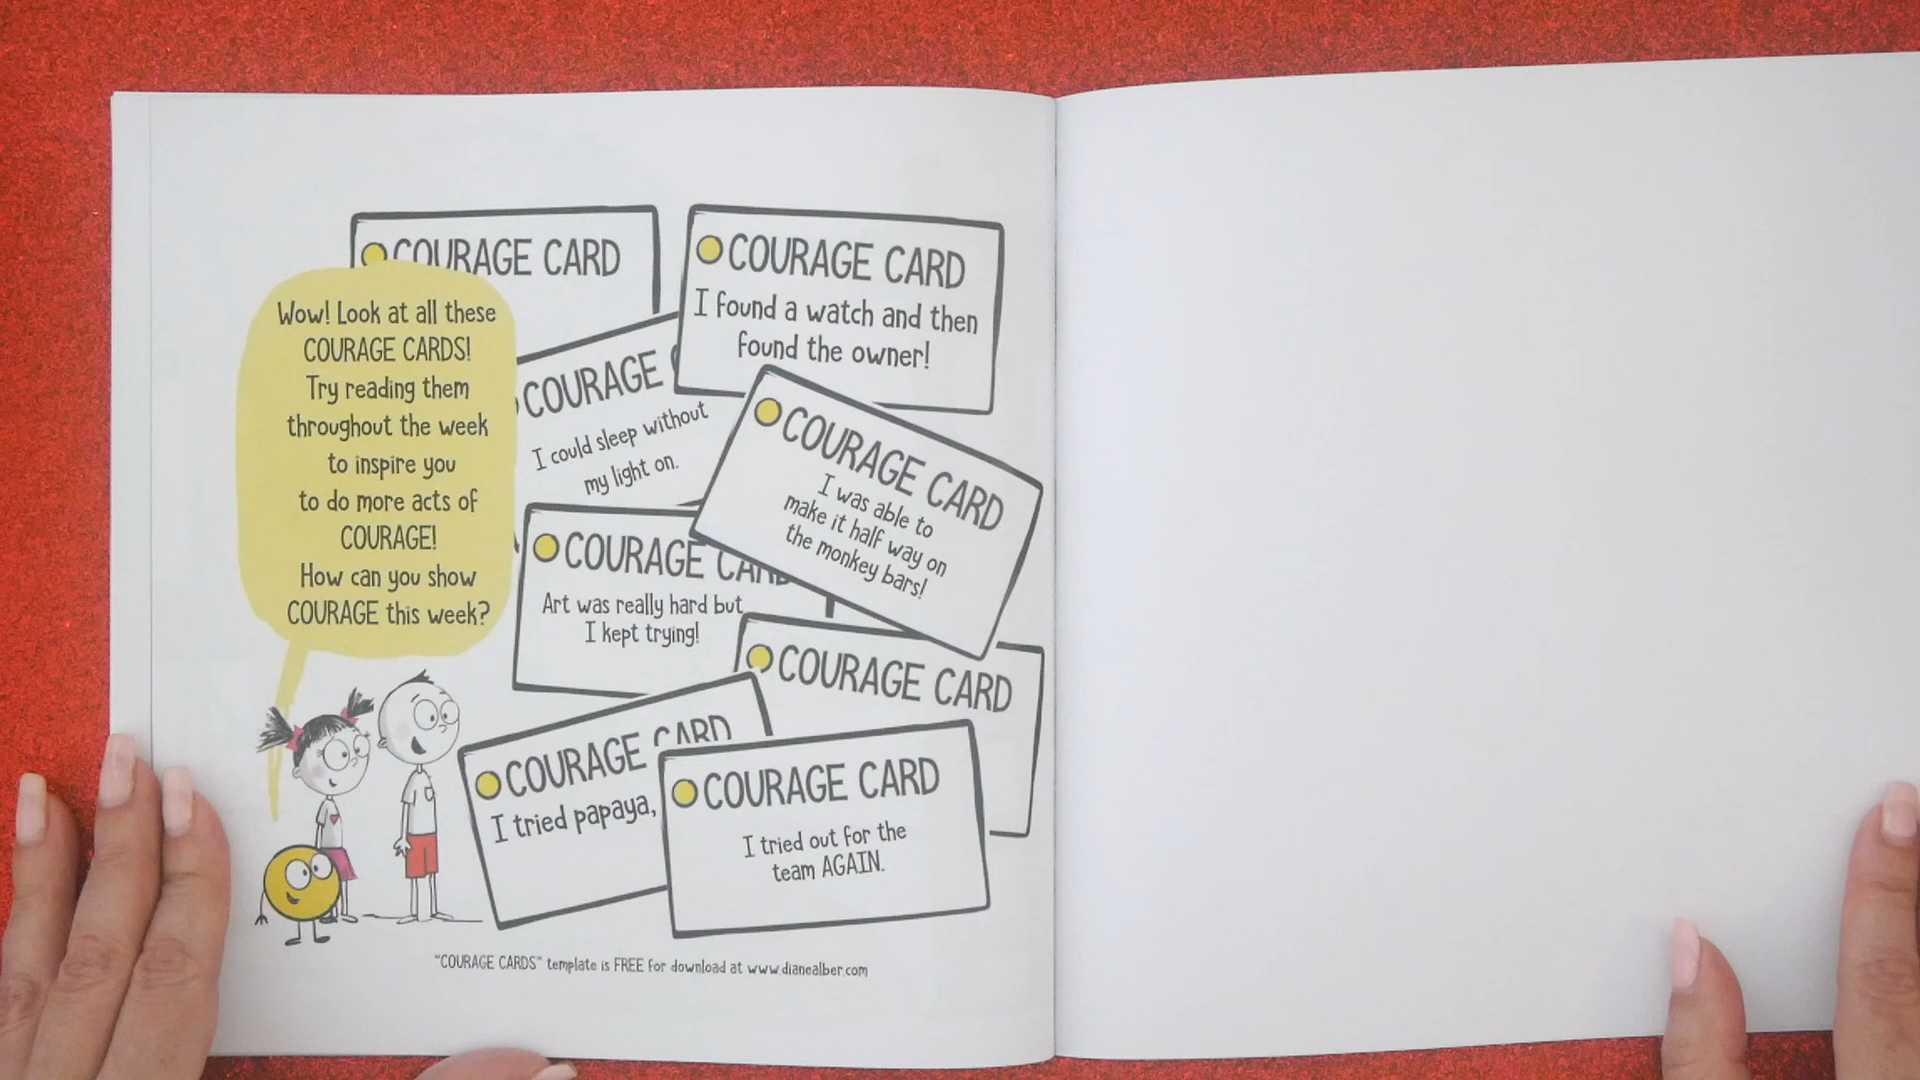 Wow! Look at all these
COURAGE CARDS!
Try reading them
throughout the week
to inspire you
to do more acts of
COURAGE!
How can you show
COURAGE this week?
COURAGE CARD
COURAGE CARD
I found a watch and then
found the owner!
COURAGE
I could sleep without
my light on.
COURAGE CARD
I was able to
make it half way on
the monkey bars!
COURAGE CARD
Art was really hard but
I kept trying!
COURAGE CARD
COURAGE CARD
I tried papaya,
COURAGE CARD
I tried out for the
team AGAIN.
"COURAGE CARDS" template is FREE for download at www.dianealber.com